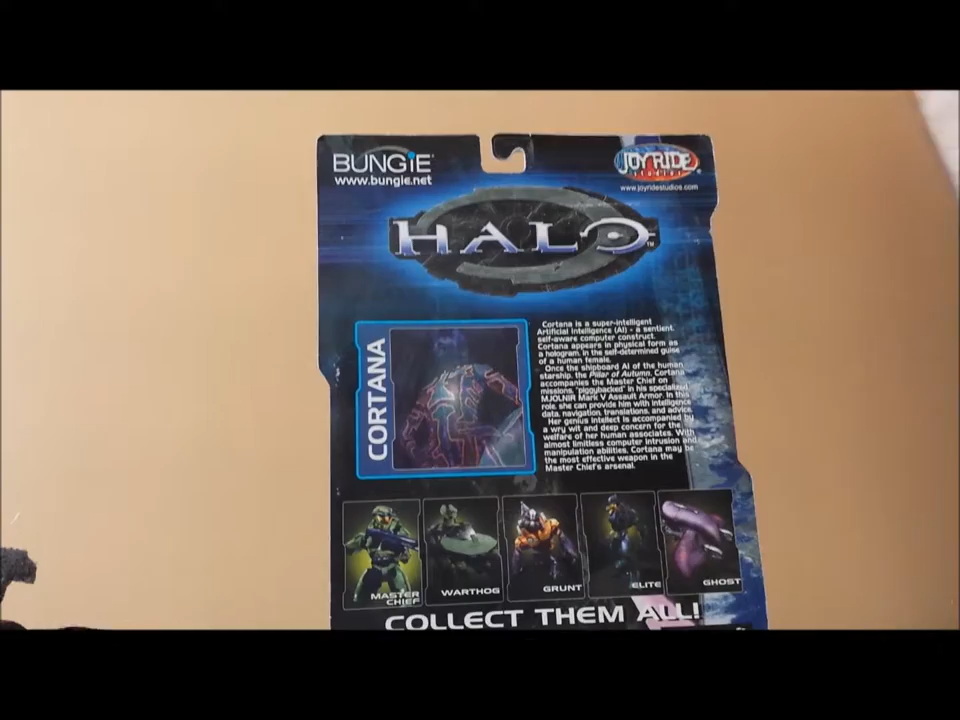 BUNGIE
www.bungie.net
JOYRIDE
STUDIOS
www.joyridestudios.com
HALO™
CORTANA
Cortana is a super-intelligent
Artificial Intelligence (AI) - a sentient,
self-aware computer construct.
Cortana appears in physical form as
a hologram, in the self-determined guise
of a human female.
Once the shipboard AI of the human
starship, the Pillar of Autumn, Cortana
accompanies the Master Chief on
missions, "piggybacked" in his specialized
MJOLNIR Mark V Assault Armor. In this
role, she can provide him with intelligence
data, navigation, translations, and advice.
Her genius intellect is accompanied by
a wry wit and deep concern for the
welfare of her human associates. With
almost limitless computer intrusion and
manipulation abilities, Cortana may be
the most effective weapon in the
Master Chief's arsenal.
MASTER
CHIEF
WARTHOG
GRUNT
ELITE
GHOST
COLLECT THEM ALL!